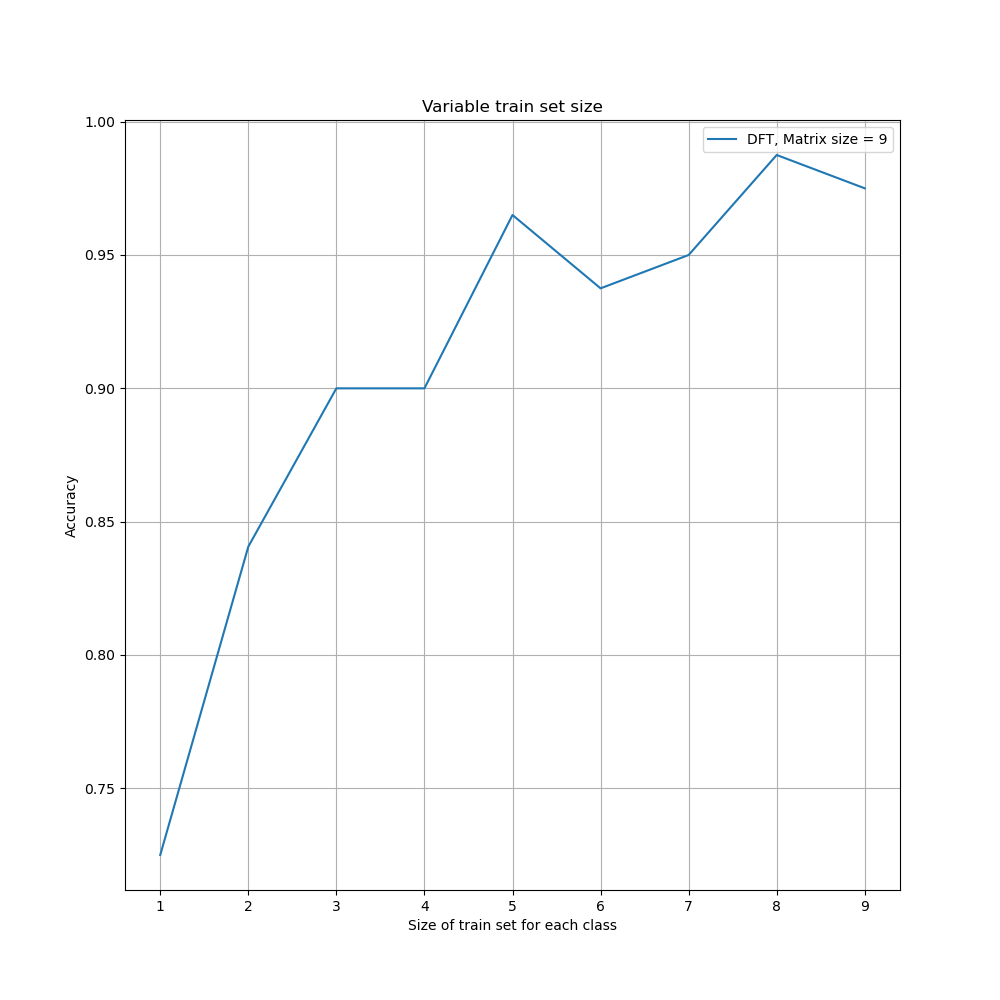 Variable train set size
DFT, Matrix size = 9
1.00
0.95
0.90
0.85
0.80
0.75
Accuracy
1 2 3 4 5 6 7 8 9
Size of train set for each class